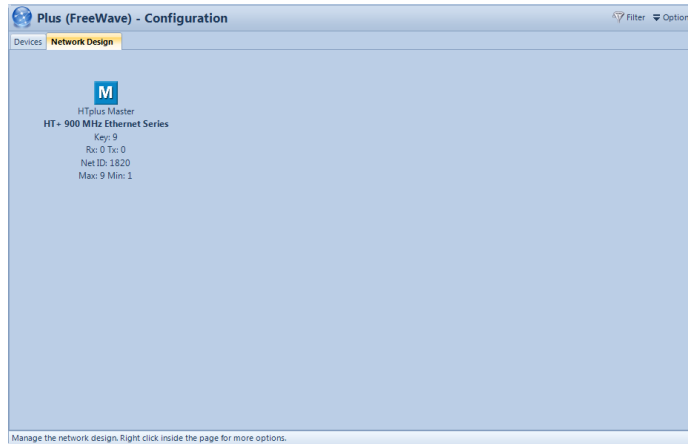 Plus (FreeWave) - Configuration
Filter
Option
Devices
Network Design
M
HTplus Master
HT+ 900 MHz Ethernet Series
Key: 9
Rx: 0 Tx: 0
Net ID: 1820
Max: 9 Min: 1
Manage the network design. Right click inside the page for more options.